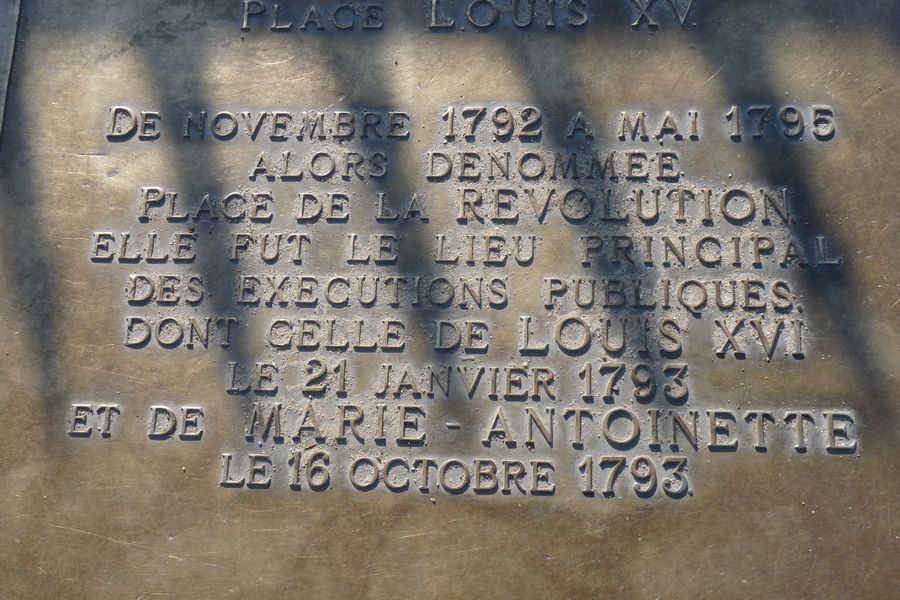 PLACE LOUIS XV
DE NOVEMBRE 1792 A MAI 1795
ALORS DENOMMEE
PLACE DE LA REVOLUTION
ELLE FUT LE LIEU PRINCIPAL
DES EXECUTIONS PUBLIQUES.
DONT CELLE DE LOUIS XVI
LE 21 JANVIER 1793
ET DE MARIE-ANTOINETTE
LE 16 OCTOBRE 1793